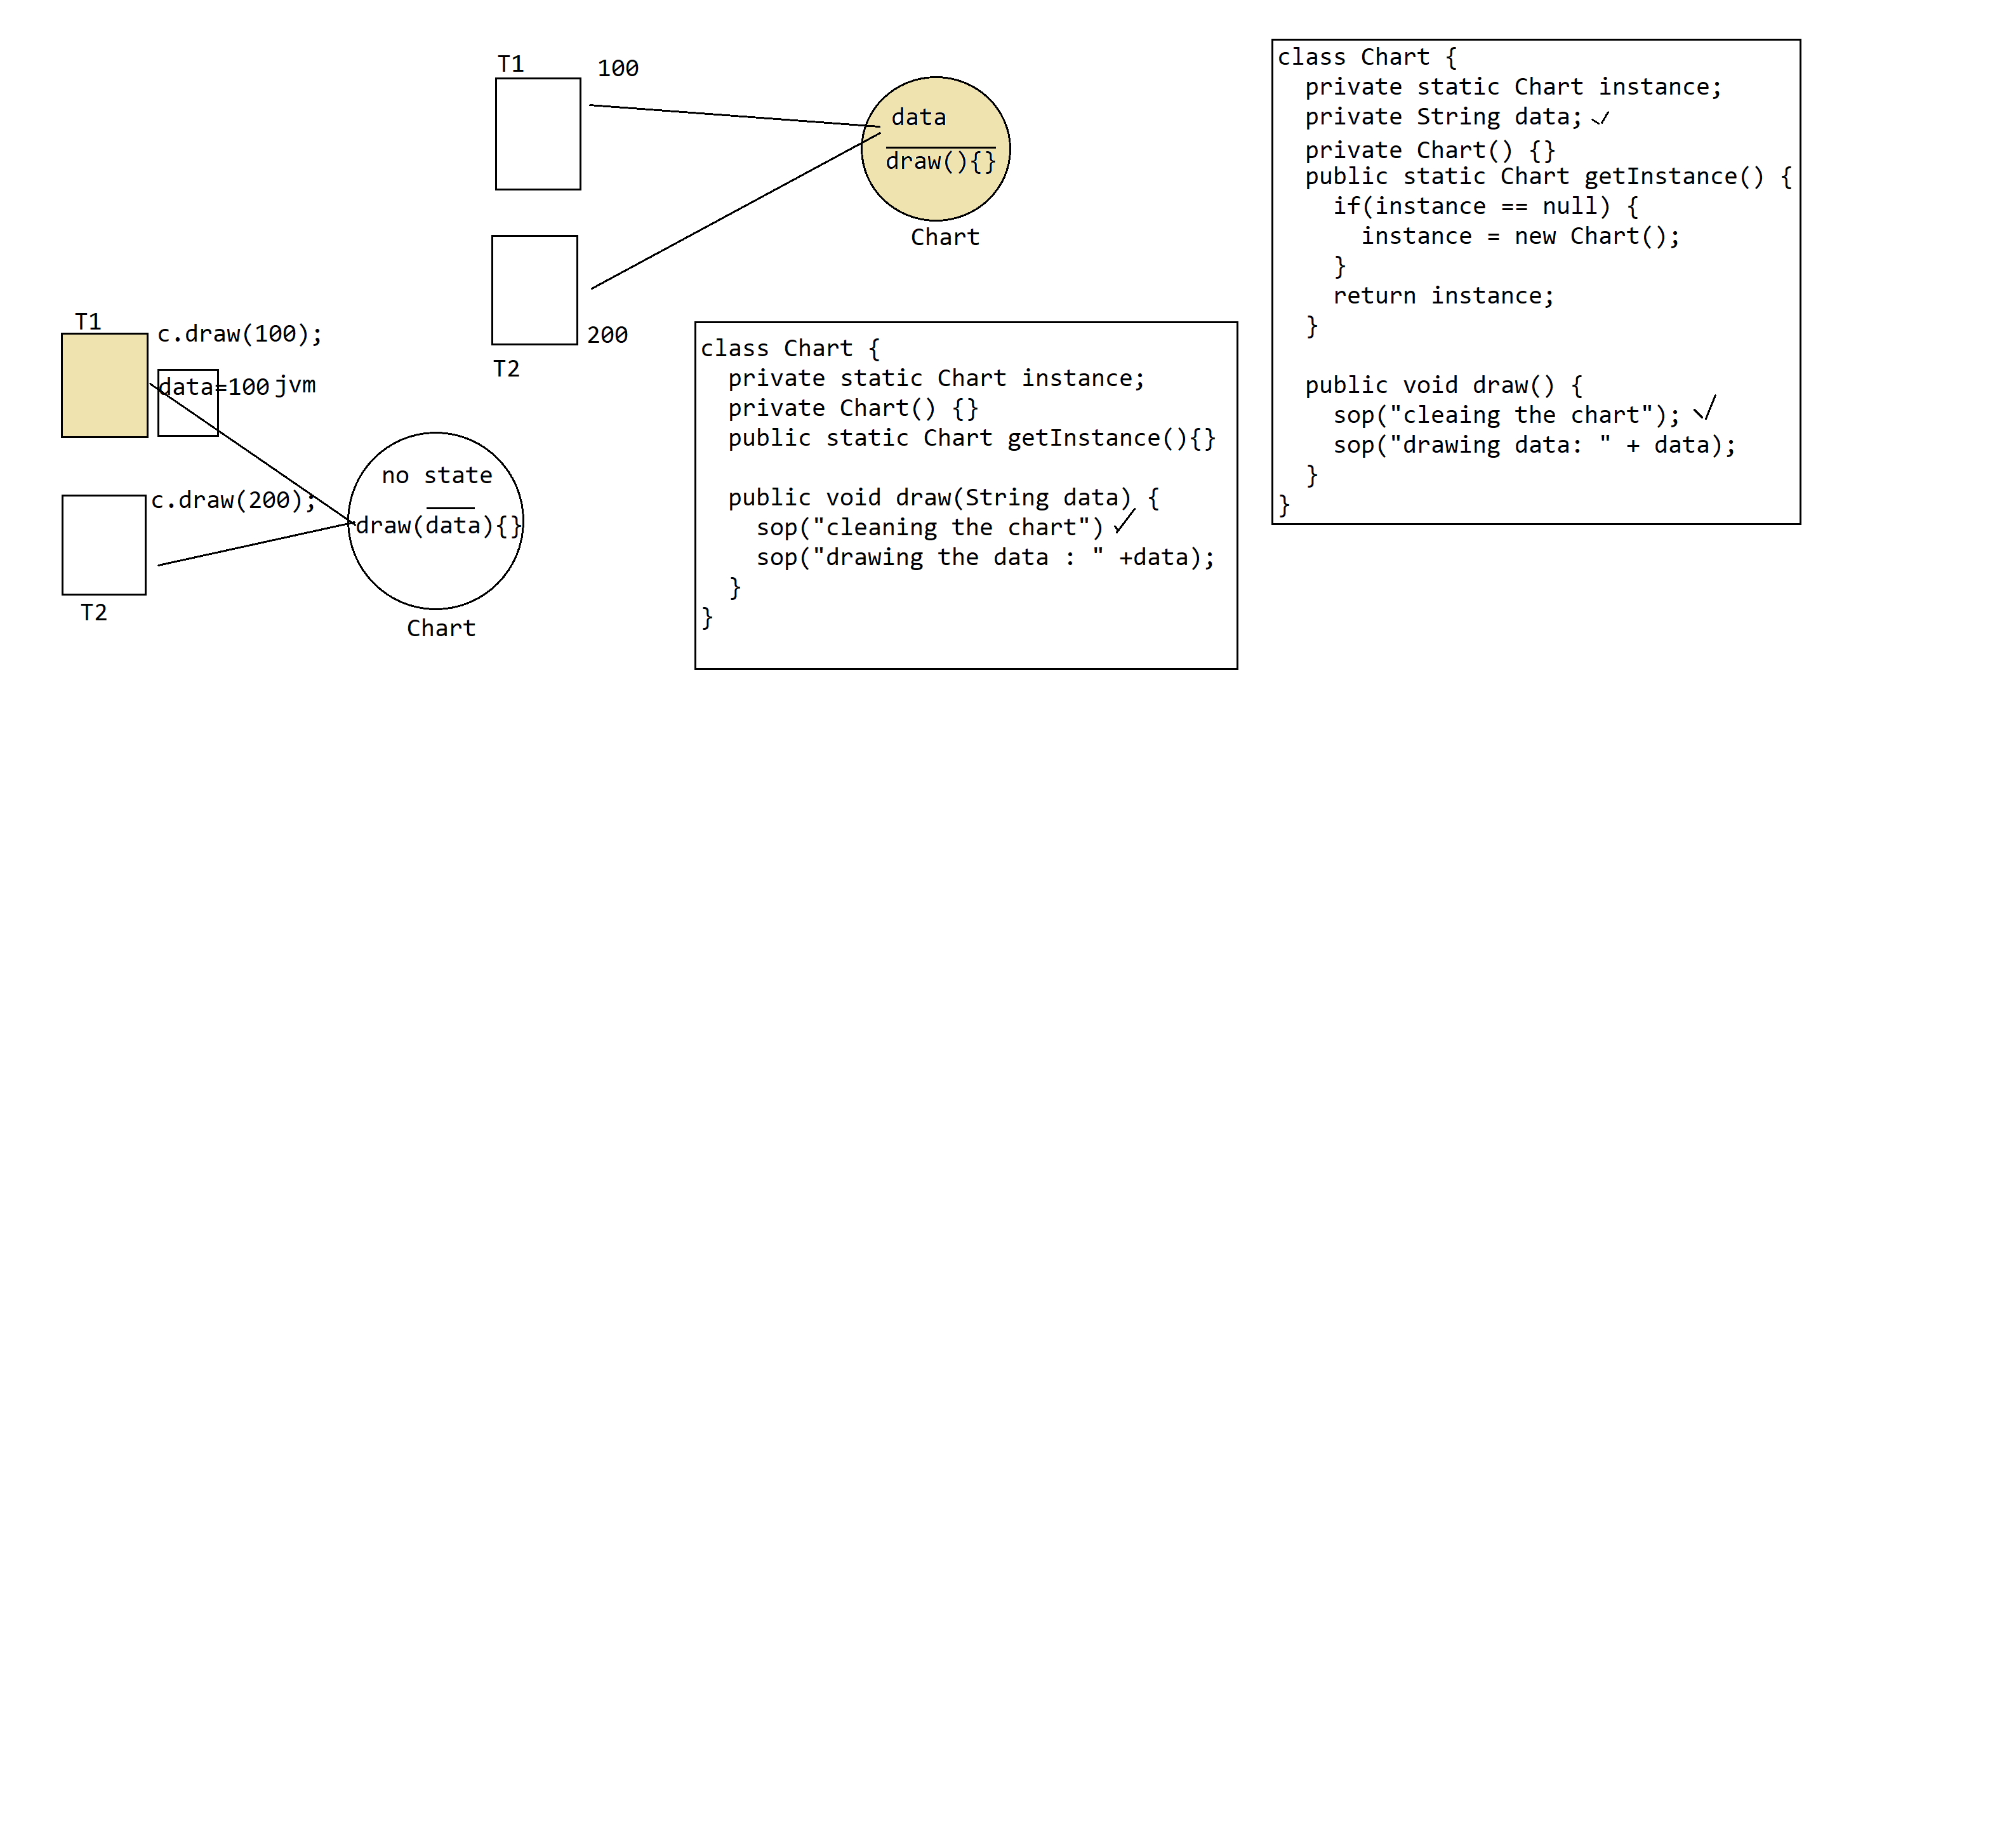 T1
100
data
draw(){}
Chart
T2
200
class Chart {
private static Chart instance;
private String data;
private Chart() {}
public static Chart getInstance() {
if(instance == null) {
instance = new Chart();
}
return instance;
}
public void draw() {
sop("cleaing the chart");
sop("drawing data: " + data);
}
}
T1
c.draw(100);
data=100 jvm
c.draw(200);
T2
no state
draw(data){}
Chart
class Chart {
private static Chart instance;
private Chart() {}
public static Chart getInstance(){}
public void draw(String data) {
sop("cleaning the chart")
sop("drawing the data : " +data);
}
}